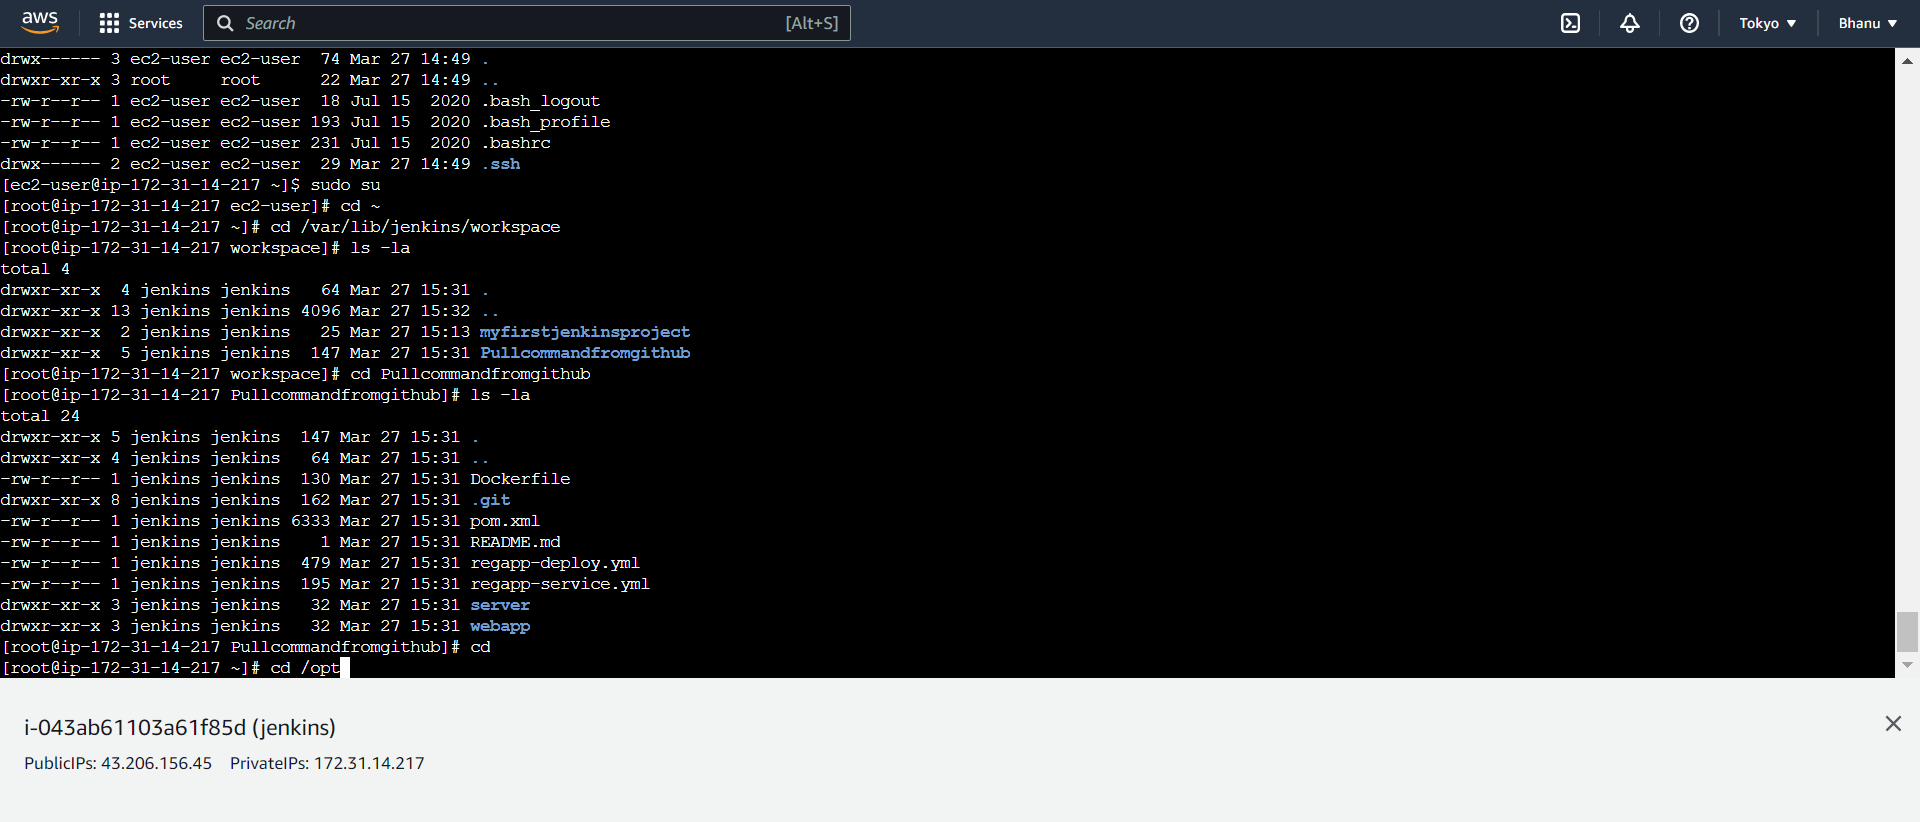 aws Services Search [Alt+S] Tokyo Bhanu
drwx------ 3 ec2-user ec2-user  74 Mar 27 14:49 .
drwxr-xr-x 3 root     root      22 Mar 27 14:49 ..
-rw-r--r-- 1 ec2-user ec2-user  18 Jul 15  2020 .bash_logout
-rw-r--r-- 1 ec2-user ec2-user 193 Jul 15  2020 .bash_profile
-rw-r--r-- 1 ec2-user ec2-user 231 Jul 15  2020 .bashrc
drwx------ 2 ec2-user ec2-user  29 Mar 27 14:49 .ssh
[ec2-user@ip-172-31-14-217 ~]$ sudo su
[root@ip-172-31-14-217 ec2-user]# cd ~
[root@ip-172-31-14-217 ~]# cd /var/lib/jenkins/workspace
[root@ip-172-31-14-217 workspace]# ls -la
total 4
drwxr-xr-x  4 jenkins jenkins   64 Mar 27 15:31 .
drwxr-xr-x 13 jenkins jenkins 4096 Mar 27 15:32 ..
drwxr-xr-x  2 jenkins jenkins   25 Mar 27 15:13 myfirstjenkinsproject
drwxr-xr-x  5 jenkins jenkins  147 Mar 27 15:31 Pullcommandfromgithub
[root@ip-172-31-14-217 workspace]# cd Pullcommandfromgithub
[root@ip-172-31-14-217 Pullcommandfromgithub]# ls -la
total 24
drwxr-xr-x 5 jenkins jenkins  147 Mar 27 15:31 .
drwxr-xr-x 4 jenkins jenkins   64 Mar 27 15:31 ..
-rw-r--r-- 1 jenkins jenkins  130 Mar 27 15:31 Dockerfile
drwxr-xr-x 8 jenkins jenkins  162 Mar 27 15:31 .git
-rw-r--r-- 1 jenkins jenkins 6333 Mar 27 15:31 pom.xml
-rw-r--r-- 1 jenkins jenkins    1 Mar 27 15:31 README.md
-rw-r--r-- 1 jenkins jenkins  479 Mar 27 15:31 regapp-deploy.yml
-rw-r--r-- 1 jenkins jenkins  195 Mar 27 15:31 regapp-service.yml
drwxr-xr-x 3 jenkins jenkins   32 Mar 27 15:31 server
drwxr-xr-x 3 jenkins jenkins   32 Mar 27 15:31 webapp
[root@ip-172-31-14-217 Pullcommandfromgithub]# cd
[root@ip-172-31-14-217 ~]# cd /opt
i-043ab61103a61f85d (jenkins)
PublicIPs: 43.206.156.45 PrivateIPs: 172.31.14.217